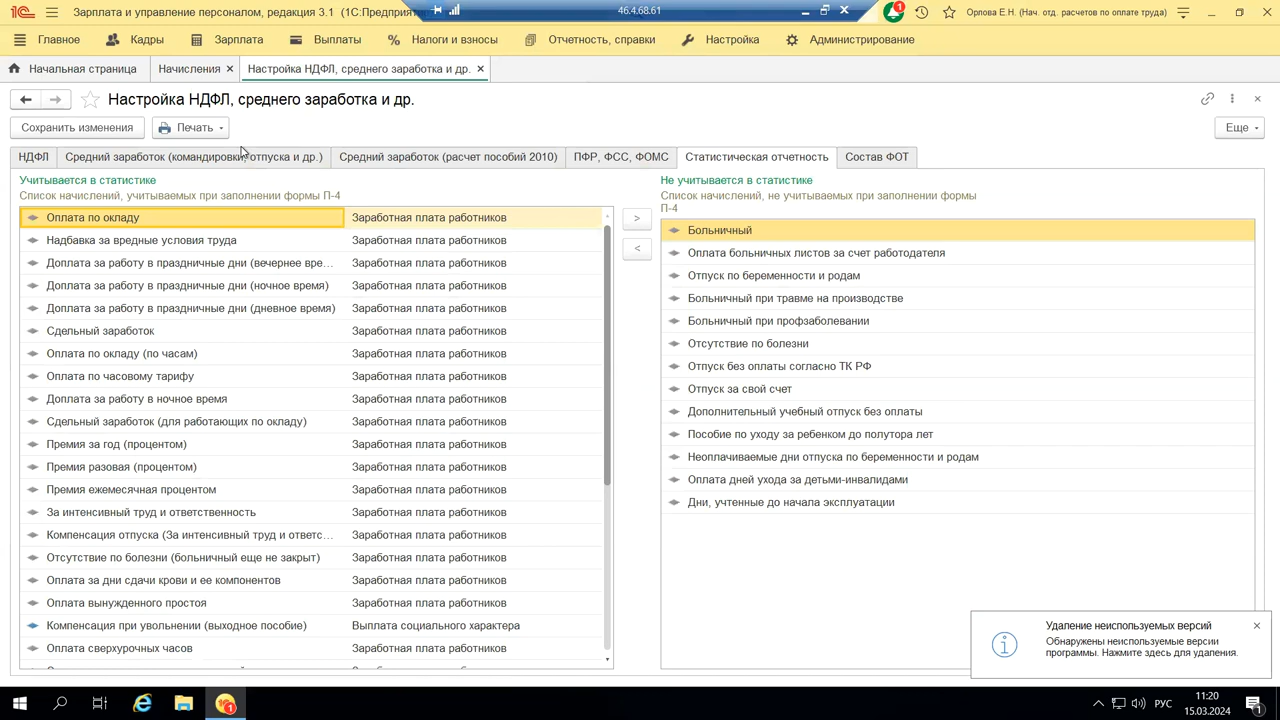 Зарплата и управление персоналом, редакция 3.1 (1С:Предприят
46.4.68.61
1
Орлова Е.Н. (Нач. отд. расчетов по оплате труда)
Главное
Кадры
Зарплата
Выплаты
Налоги и взносы
Отчетность, справки
Настройка
Администрирование
Начальная страница
Начисления
Настройка НДФЛ, среднего заработка и др.
Настройка НДФЛ, среднего заработка и др.
Сохранить изменения
Печать
Еще
НДФЛ
Средний заработок (командировки, отпуска и др.)
Средний заработок (расчет пособий 2010)
ПФР, ФСС, ФОМС
Статистическая отчетность
Состав ФОТ
Учитывается в статистике
Список начислений, учитываемых при заполнении формы П-4
Оплата по окладу Заработная плата работников
Надбавка за вредные условия труда Заработная плата работников
Доплата за работу в праздничные дни (вечернее вре... Заработная плата работников
Доплата за работу в праздничные дни (ночное время) Заработная плата работников
Доплата за работу в праздничные дни (дневное время) Заработная плата работников
Сдельный заработок Заработная плата работников
Оплата по окладу (по часам) Заработная плата работников
Оплата по часовому тарифу Заработная плата работников
Доплата за работу в ночное время Заработная плата работников
Сдельный заработок (для работающих по окладу) Заработная плата работников
Премия за год (процентом) Заработная плата работников
Премия разовая (процентом) Заработная плата работников
Премия ежемесячная процентом Заработная плата работников
За интенсивный труд и ответственность Заработная плата работников
Компенсация отпуска (За интенсивный труд и ответс... Заработная плата работников
Отсутствие по болезни (больничный еще не закрыт) Заработная плата работников
Оплата за дни сдачи крови и ее компонентов Заработная плата работников
Оплата вынужденного простоя Заработная плата работников
Компенсация при увольнении (выходное пособие) Выплата социального характера
Оплата сверхурочных часов Заработная плата работников
>
<
Не учитывается в статистике
Список начислений, не учитываемых при заполнении формы
П-4
Больничный
Оплата больничных листов за счет работодателя
Отпуск по беременности и родам
Больничный при травме на производстве
Больничный при профзаболевании
Отсутствие по болезни
Отпуск без оплаты согласно ТК РФ
Отпуск за свой счет
Дополнительный учебный отпуск без оплаты
Пособие по уходу за ребенком до полутора лет
Неоплачиваемые дни отпуска по беременности и родам
Оплата дней ухода за детьми-инвалидами
Дни, учтенные до начала эксплуатации
Удаление неиспользуемых версий
Обнаружены неиспользуемые версии
программы. Нажмите здесь для удаления.
РУС
11:20
15.03.2024
1